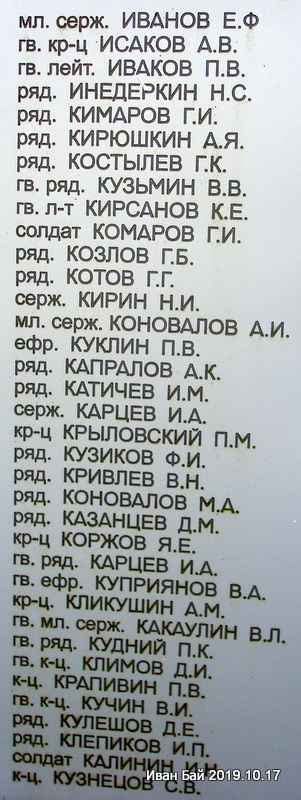 мл. серж. ИВАНОВ Е.Ф
гв. кр-ц ИСАКОВ А.В.
гв. лейт. ИВАКОВ П.В.
ряд. ИНЕДЕРКИН Н.С.
ряд. КИМАРОВ Г.И.
ряд. КИРЮШКИН А.Я.
ряд. КОСТЫЛЕВ Г.К.
гв. ряд. КУЗЬМИН В.В.
гв. л-т КИРСАНОВ К.Е.
солдат КОМАРОВ Г.И.
ряд. КОЗЛОВ Г.Б.
ряд. КОТОВ Г.Г.
серж. КИРИН Н.И.
мл. серж. КОНОВАЛОВ А.И.
ефр. КУКЛИН П.В.
ряд. КАПРАЛОВ А.К.
ряд. КАТИЧЕВ И.М.
серж. КАРЦЕВ И.А.
кр-ц КРЫЛОВСКИЙ П.М.
ряд. КУЗИКОВ Ф.И.
ряд. КРИВЛЕВ В.Н.
ряд. КОНОВАЛОВ М.А.
ряд. КАЗАНЦЕВ Д.М.
кр-ц КОРЖОВ Я.Е.
гв. ряд. КАРЦЕВ И.А.
гв. ефр. КУПРИЯНОВ В.А.
кр-ц. КЛИКУШИН А.М.
гв. мл. серж. КАКАУЛИН В.Л.
гв. ряд. КУДНИЙ П.К.
гв. к-ц. КЛИМОВ Д.И.
к-ц. КРАПИВИН П.В.
гв. к-ц. КУЧИН В.И.
ряд. КУЛЕШОВ Д.Е.
ряд. КЛЕПИКОВ И.П.
солдат КАЛИНИН И.Н.
к-ц. КУЗНЕЦОВ С.В.
Иван Бай 2019.10.17